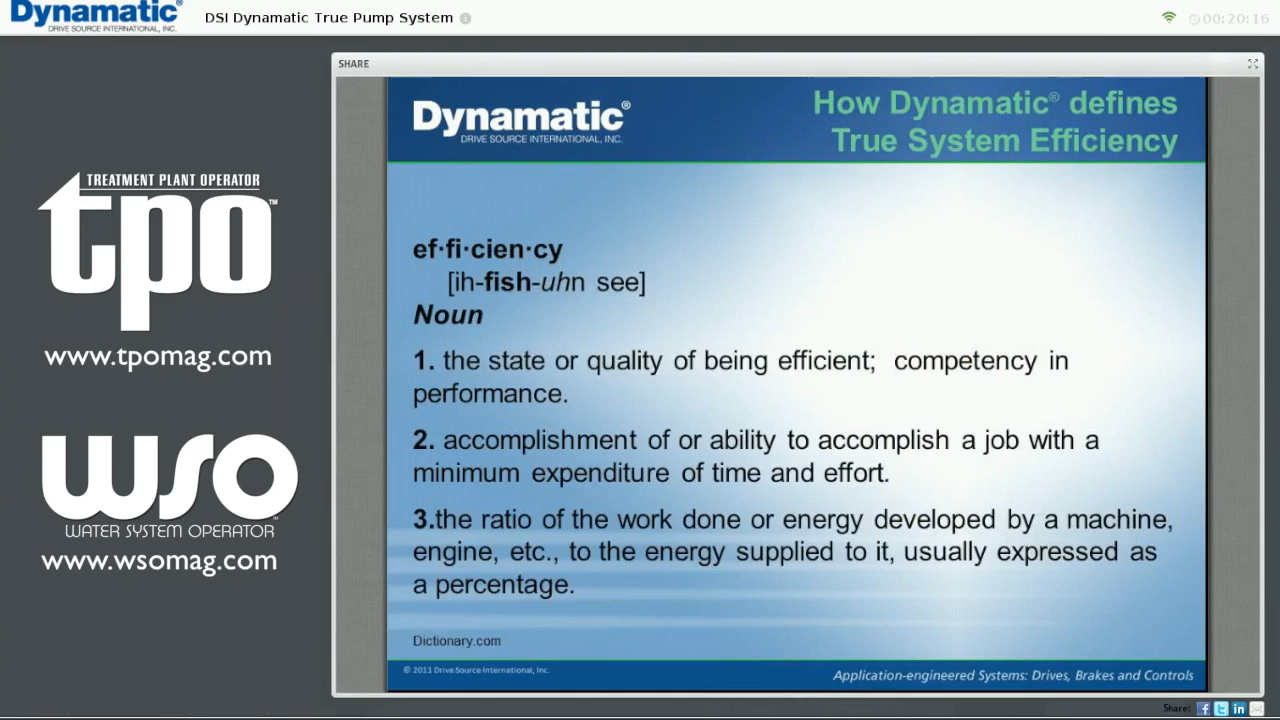 Dynamatic®
DRIVE SOURCE INTERNATIONAL, INC.
DSI Dynamatic True Pump System
00:20:16
SHARE
TREATMENT PLANT OPERATOR
tpo™
www.tpomag.com
wso
WATER SYSTEM OPERATOR
www.wsomag.com
Dynamatic®
DRIVE SOURCE INTERNATIONAL, INC.
How Dynamatic® defines
True System Efficiency
ef·fi·cien·cy
[ih-fish-uhn see]
Noun
1. the state or quality of being efficient; competency in
performance.
2. accomplishment of or ability to accomplish a job with a
minimum expenditure of time and effort.
3.the ratio of the work done or energy developed by a machine,
engine, etc., to the energy supplied to it, usually expressed as
a percentage.
Dictionary.com
© 2011 Drive Source International, Inc.
Application-engineered Systems: Drives, Brakes and Controls
Share: